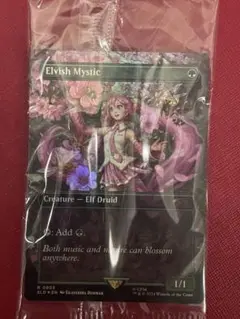 Elvish Mystic
Creature — Elf Druid
: Add .
Both music and nature can blossom
anywhere.
1/1